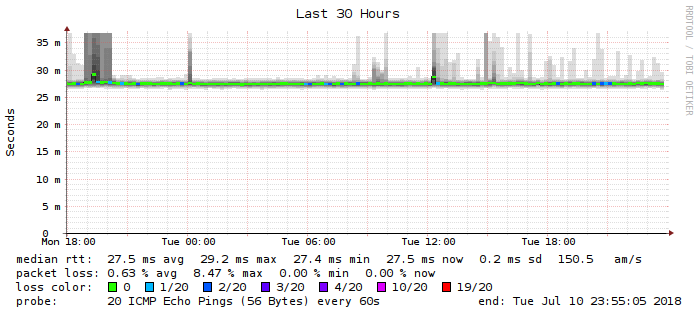 Last 30 Hours
RRDTOOL / TOBI OETIKER
Seconds
35 m
30 m
25 m
20 m
15 m
10 m
5 m
0
Mon 18:00 Tue 00:00 Tue 06:00 Tue 12:00 Tue 18:00
median rtt: 27.5 ms avg 29.2 ms max 27.4 ms min 27.5 ms now 0.2 ms sd 150.5 am/s
packet loss: 0.63 % avg 8.47 % max 0.00 % min 0.00 % now
loss color: 0 1/20 2/20 3/20 4/20 10/20 19/20
probe: 20 ICMP Echo Pings (56 Bytes) every 60s end: Tue Jul 10 23:55:05 2018